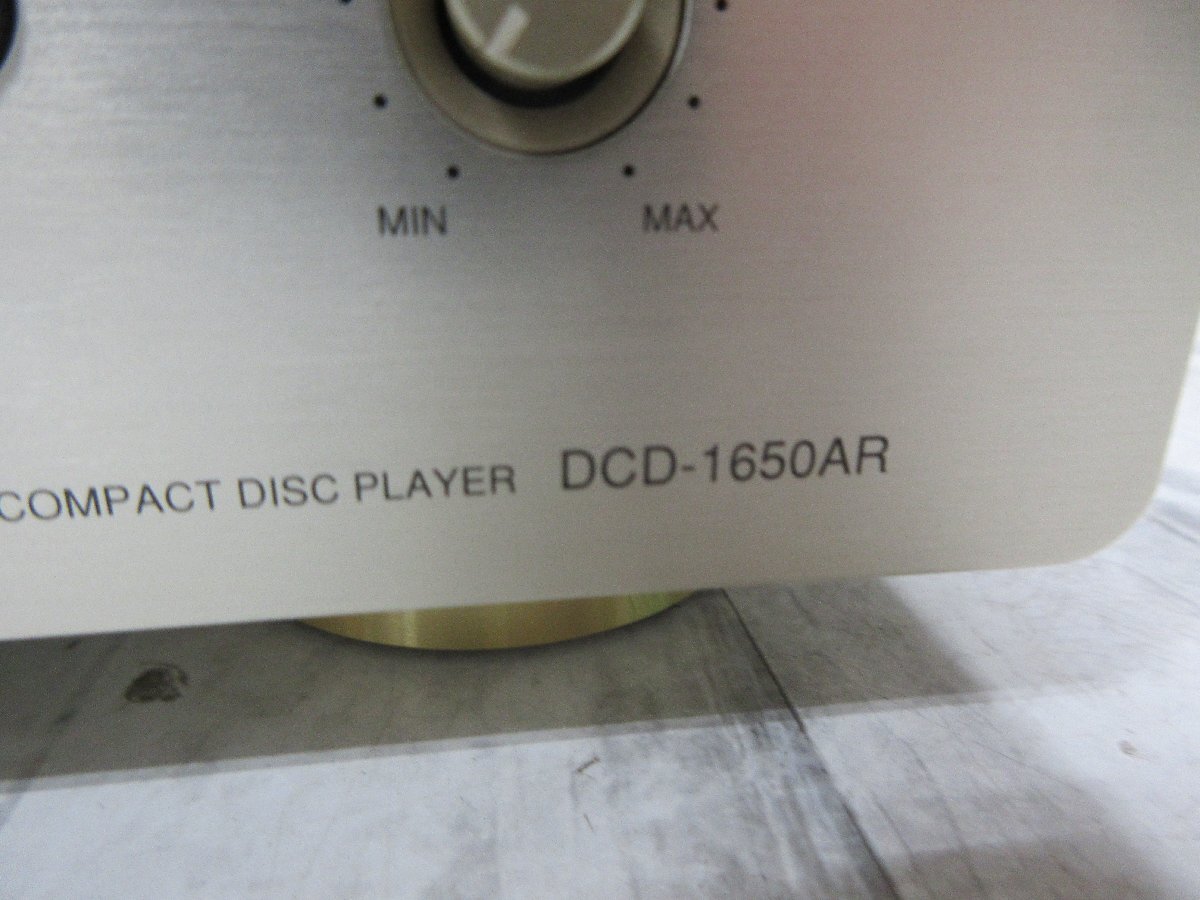 MIN MAX
COMPACT DISC PLAYER DCD-1650AR